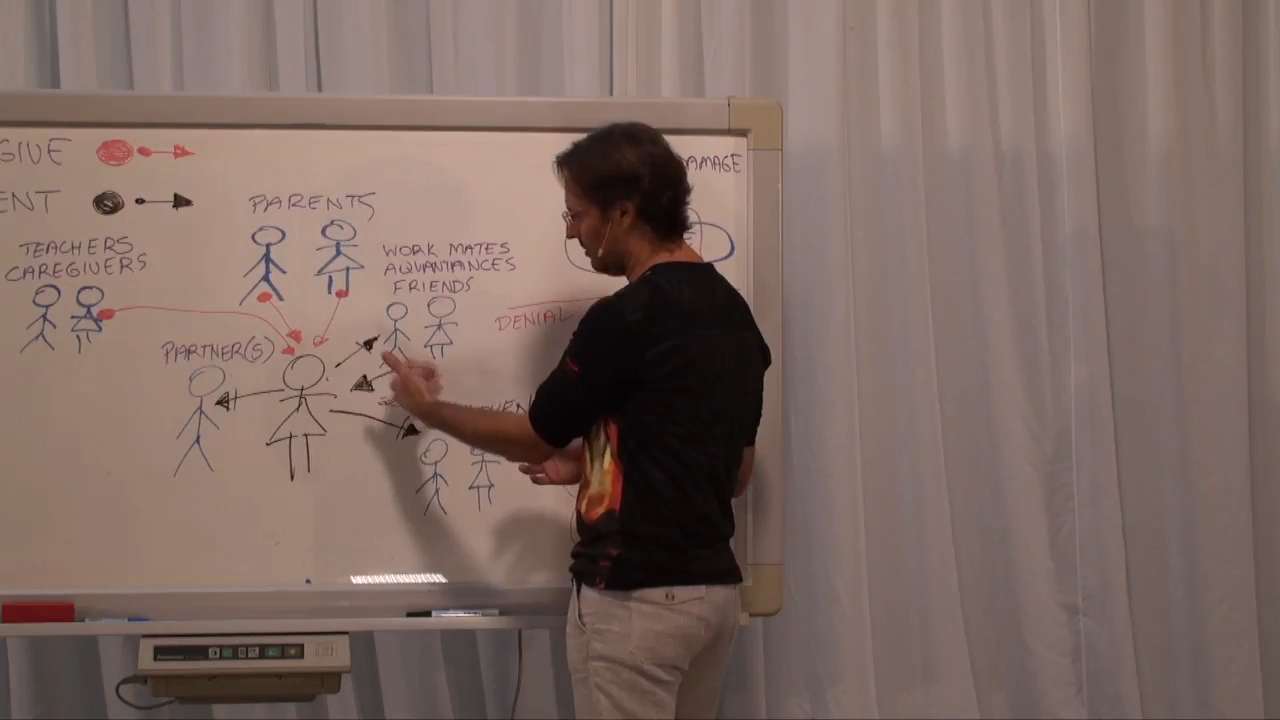 GIVE
ENT
AMAGE
PARENTS
TEACHERS
CAREGIVERS
WORK MATES
AQUANTANCES
FRIENDS
DENIAL
PARTNER(S)